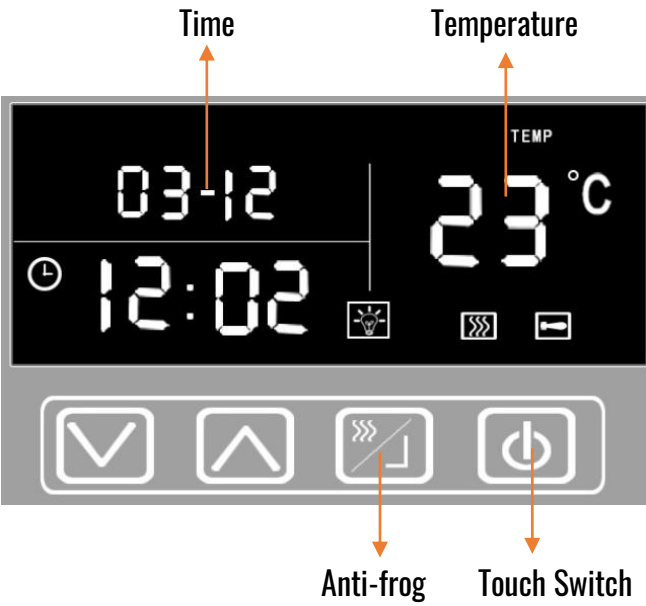 Time Temperature
TEMP
03-12
23 °C
12:02
Anti-frog Touch Switch